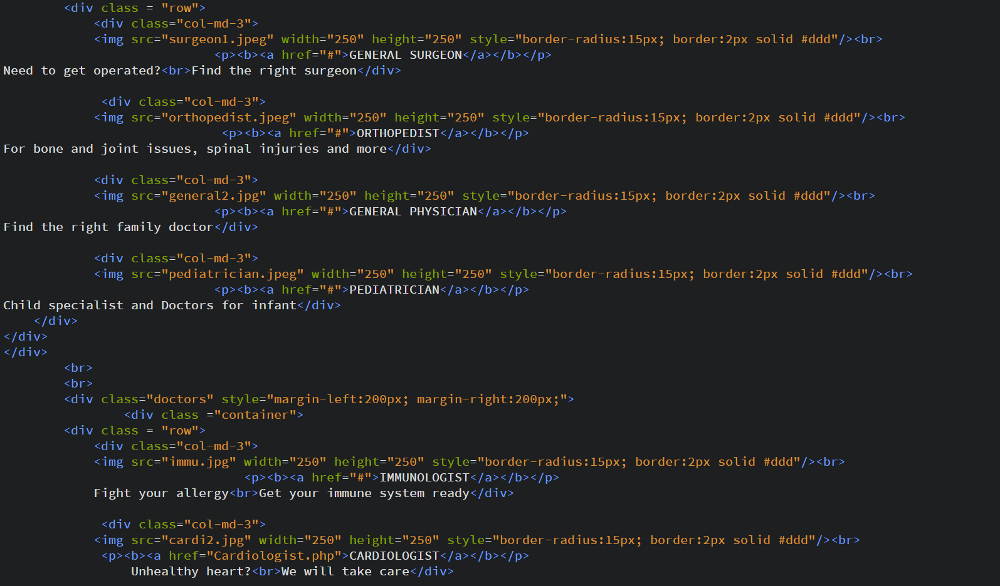 <div class = "row">
<div class="col-md-3">
<img src="surgeon1.jpeg" width="250" height="250" style="border-radius:15px; border:2px solid #ddd"/><br>
<p><b><a href="#">GENERAL SURGEON</a></b></p>
Need to get operated?<br>Find the right surgeon</div>
<div class="col-md-3">
<img src="orthopedist.jpeg" width="250" height="250" style="border-radius:15px; border:2px solid #ddd"/><br>
<p><b><a href="#">ORTHOPEDIST</a></b></p>
For bone and joint issues, spinal injuries and more</div>
<div class="col-md-3">
<img src="general2.jpg" width="250" height="250" style="border-radius:15px; border:2px solid #ddd"/><br>
<p><b><a href="#">GENERAL PHYSICIAN</a></b></p>
Find the right family doctor</div>
<div class="col-md-3">
<img src="pediatrician.jpeg" width="250" height="250" style="border-radius:15px; border:2px solid #ddd"/><br>
<p><b><a href="#">PEDIATRICIAN</a></b></p>
Child specialist and Doctors for infant</div>
</div>
</div>
</div>
<br>
<br>
<div class="doctors" style="margin-left:200px; margin-right:200px;">
<div class ="container">
<div class = "row">
<div class="col-md-3">
<img src="immu.jpg" width="250" height="250" style="border-radius:15px; border:2px solid #ddd"/><br>
<p><b><a href="#">IMMUNOLOGIST</a></b></p>
Fight your allergy<br>Get your immune system ready</div>
<div class="col-md-3">
<img src="cardi2.jpg" width="250" height="250" style="border-radius:15px; border:2px solid #ddd"/><br>
<p><b><a href="Cardiologist.php">CARDIOLOGIST</a></b></p>
Unhealthy heart?<br>We will take care</div>